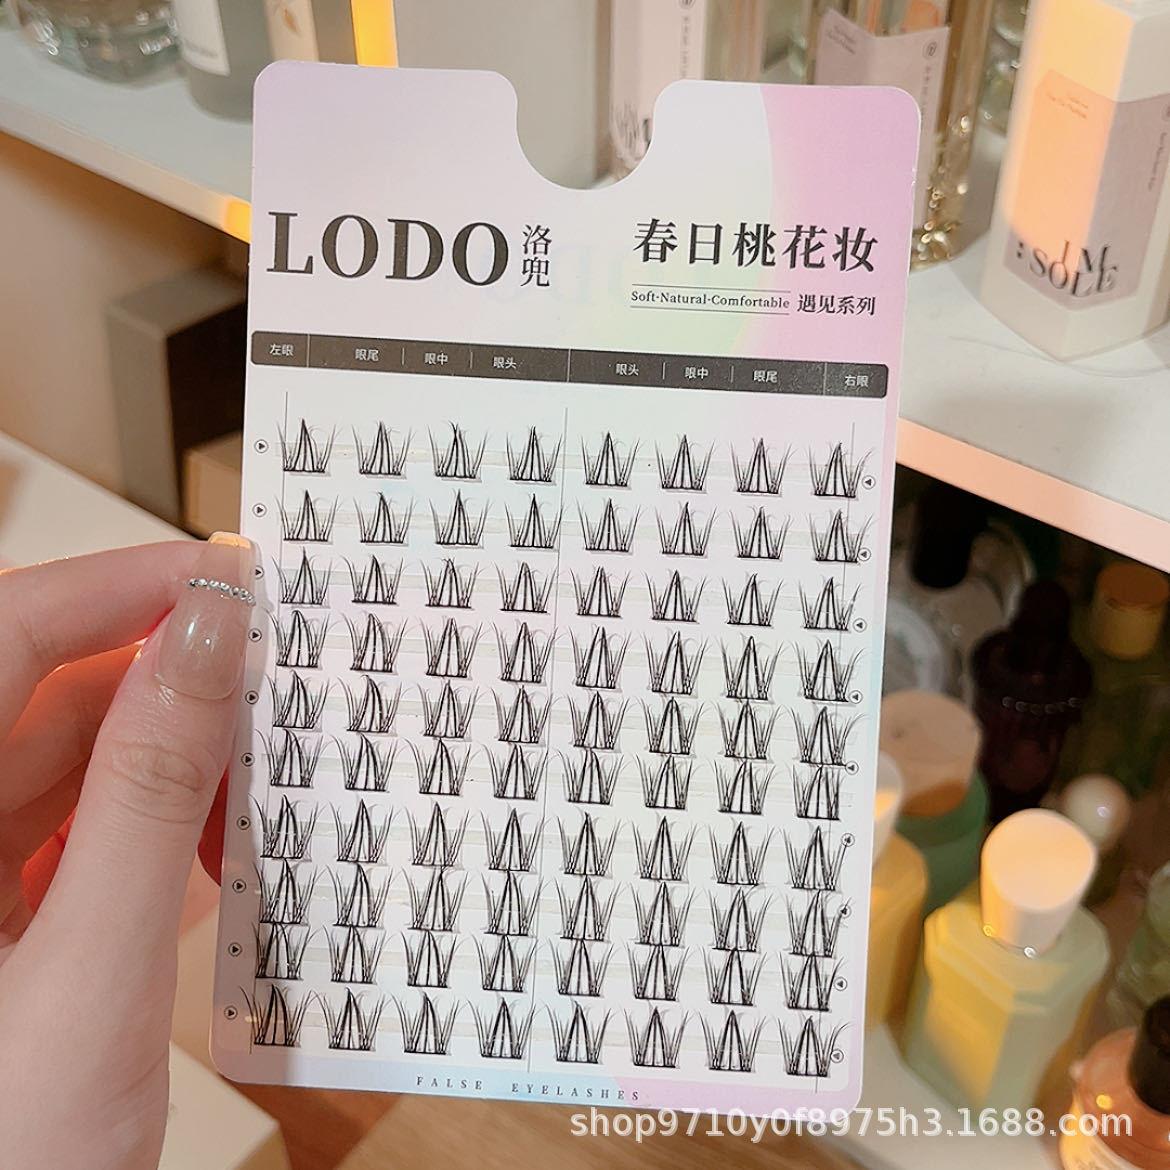 LODO 洛兜
春日桃花妆
Soft·Natural·Comfortable 遇见系列
左眼 眼尾 眼中 眼头 眼头 眼中 眼尾 右眼
FALSE EYELASHES
I'M
SOLE
shop9710y0f8975h3.1688.com